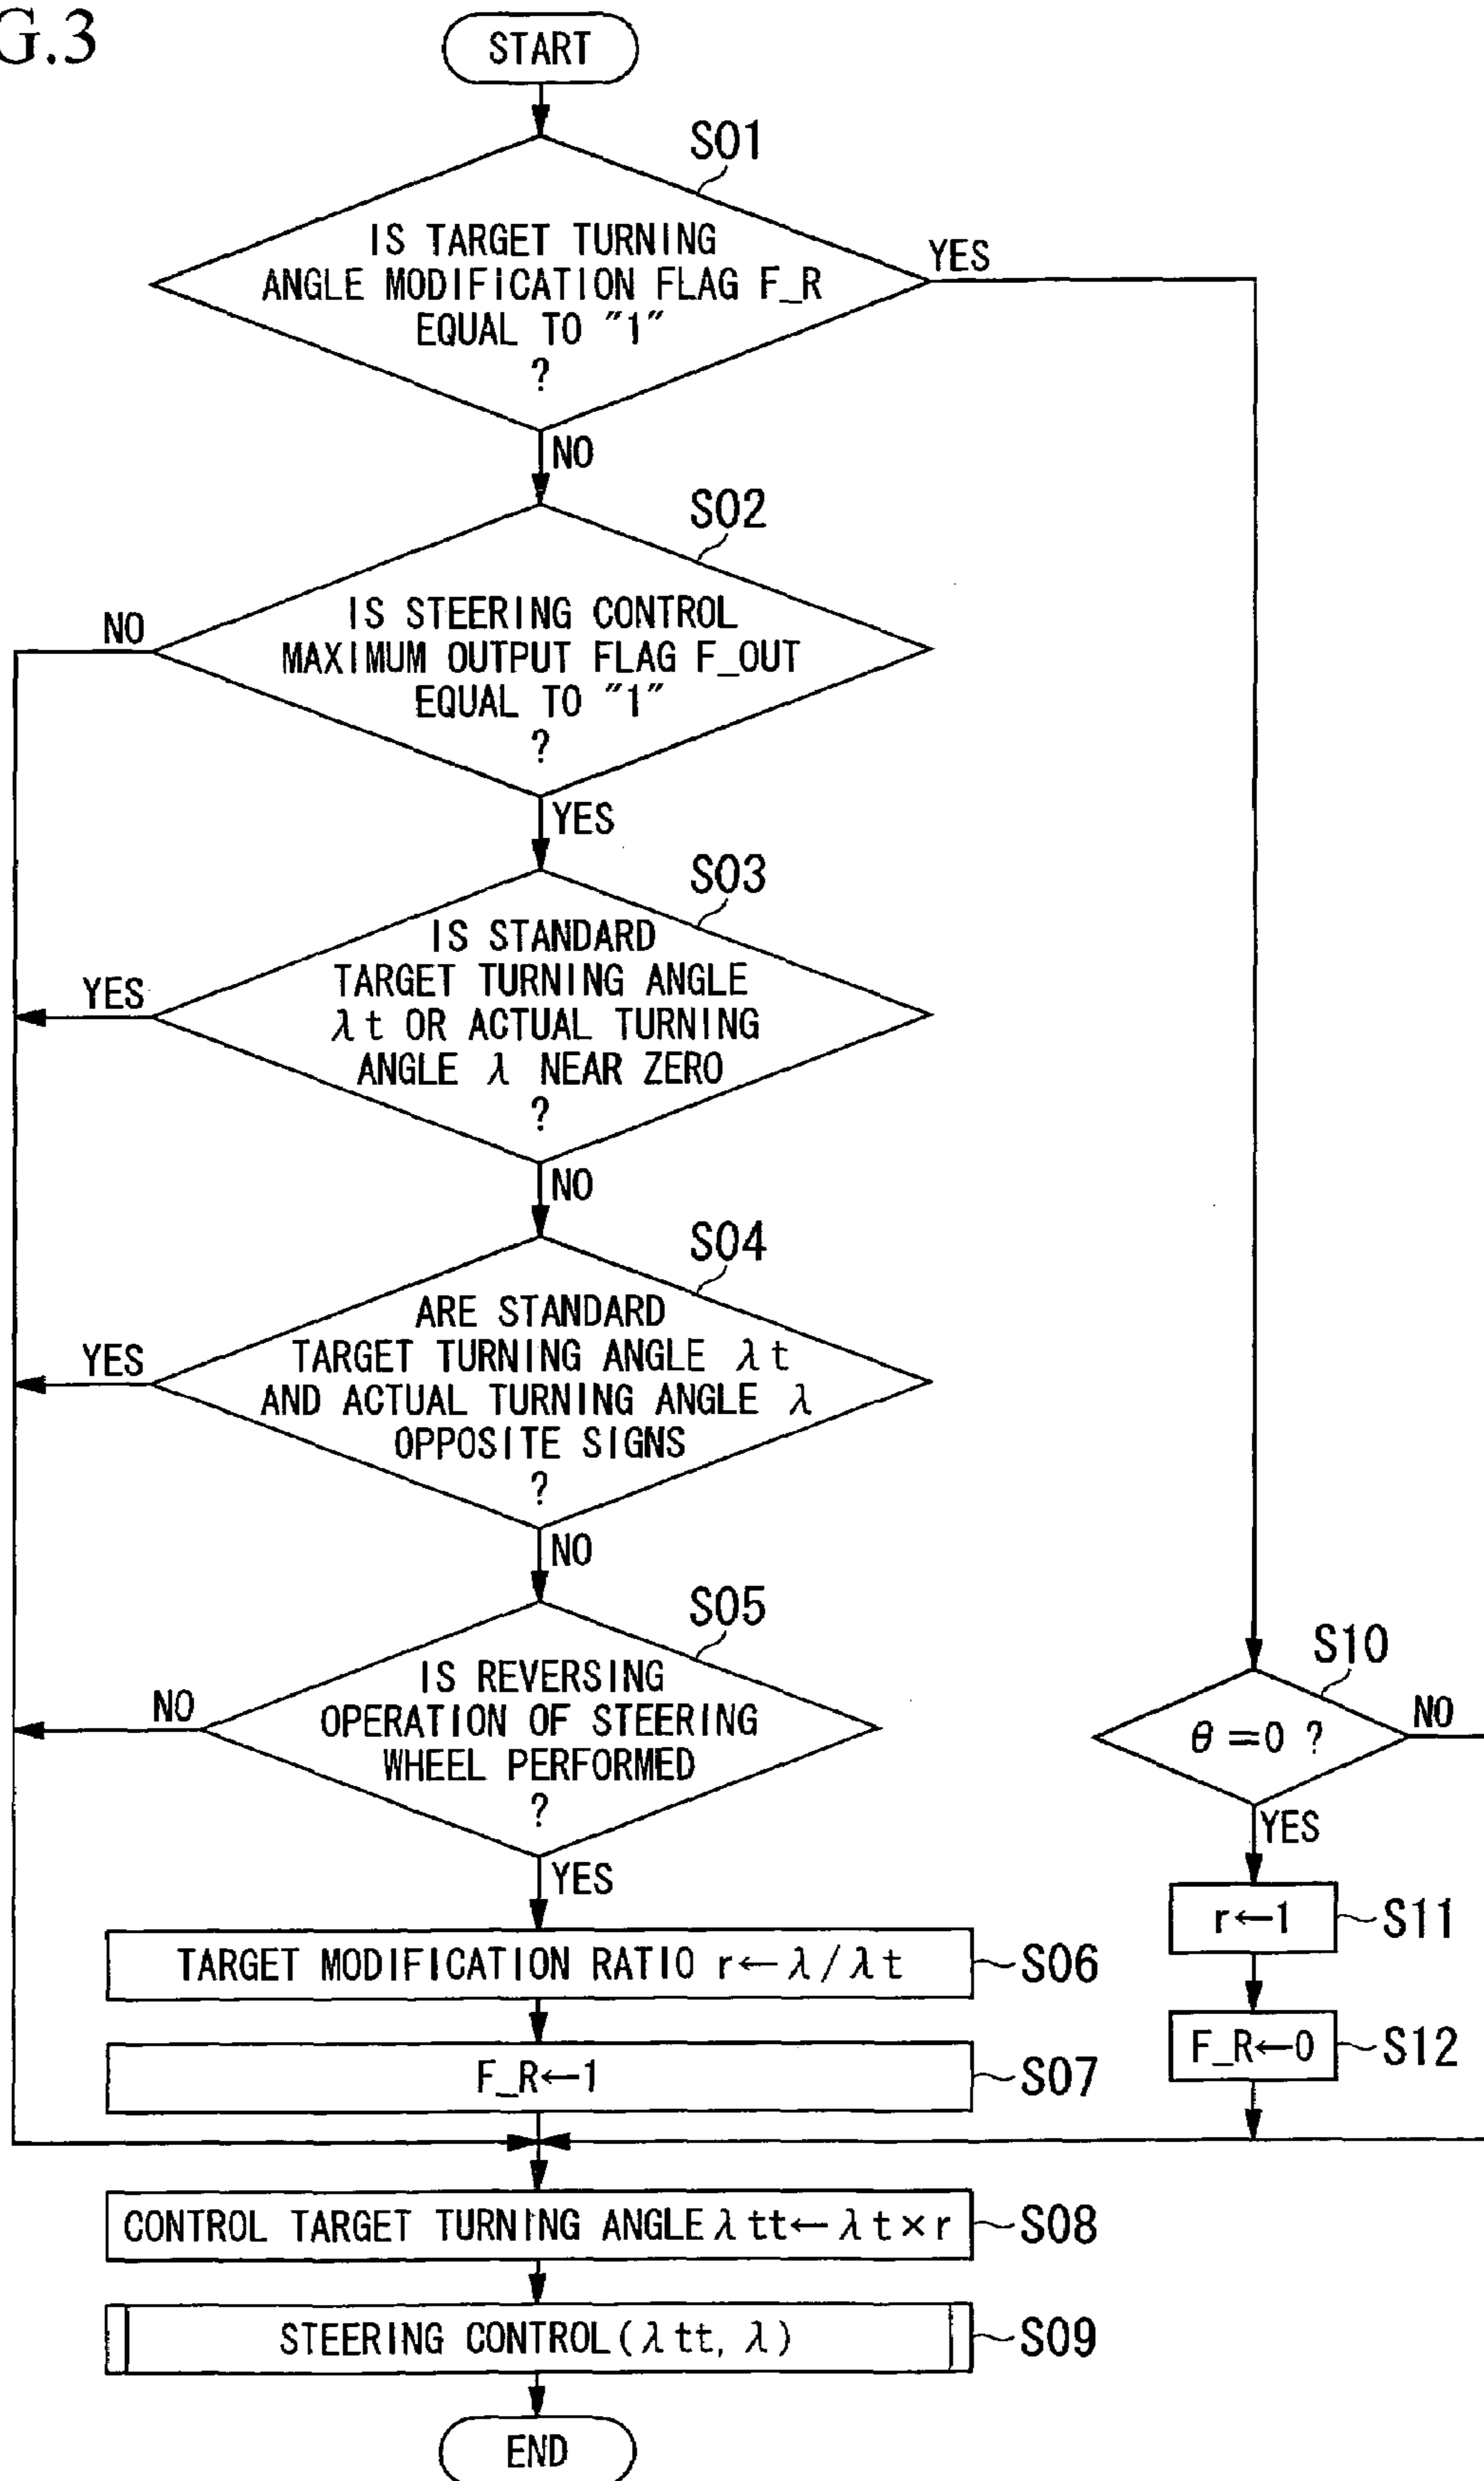 G.3
START
S01
IS TARGET TURNING
ANGLE MODIFICATION FLAG F_R
EQUAL TO "1"
?
YES
NO
S02
IS STEERING CONTROL
MAXIMUM OUTPUT FLAG F_OUT
EQUAL TO "1"
?
NO
YES
S03
IS STANDARD
TARGET TURNING ANGLE
λt OR ACTUAL TURNING
ANGLE λ NEAR ZERO
?
YES
NO
S04
ARE STANDARD
TARGET TURNING ANGLE λt
AND ACTUAL TURNING ANGLE λ
OPPOSITE SIGNS
?
YES
NO
S05
IS REVERSING
OPERATION OF STEERING
WHEEL PERFORMED
?
NO
YES
S10
θ=0 ?
NO
YES
r←1
S11
F_R←0
S12
TARGET MODIFICATION RATIO r←λ/λt
S06
F_R←1
S07
CONTROL TARGET TURNING ANGLE λtt←λt×r
S08
STEERING CONTROL(λtt, λ)
S09
END